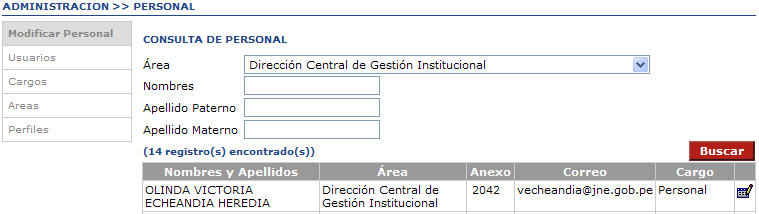 ADMINISTRACION >> PERSONAL
Modificar Personal
Usuarios
Cargos
Areas
Perfiles
CONSULTA DE PERSONAL
Área Dirección Central de Gestión Institucional
Nombres
Apellido Paterno
Apellido Materno
(14 registro(s) encontrado(s)) Buscar
Nombres y Apellidos Área Anexo Correo Cargo
OLINDA VICTORIA Dirección Central de 2042 vecheandia@jne.gob.pe Personal
ECHEANDIA HEREDIA Gestión Institucional